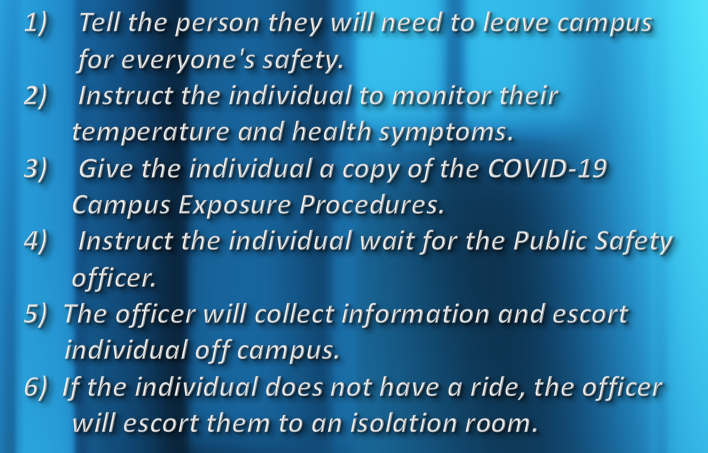 1) Tell the person they will need to leave campus
for everyone's safety.
2) Instruct the individual to monitor their
temperature and health symptoms.
3) Give the individual a copy of the COVID-19
Campus Exposure Procedures.
4) Instruct the individual wait for the Public Safety
officer.
5) The officer will collect information and escort
individual off campus.
6) If the individual does not have a ride, the officer
will escort them to an isolation room.